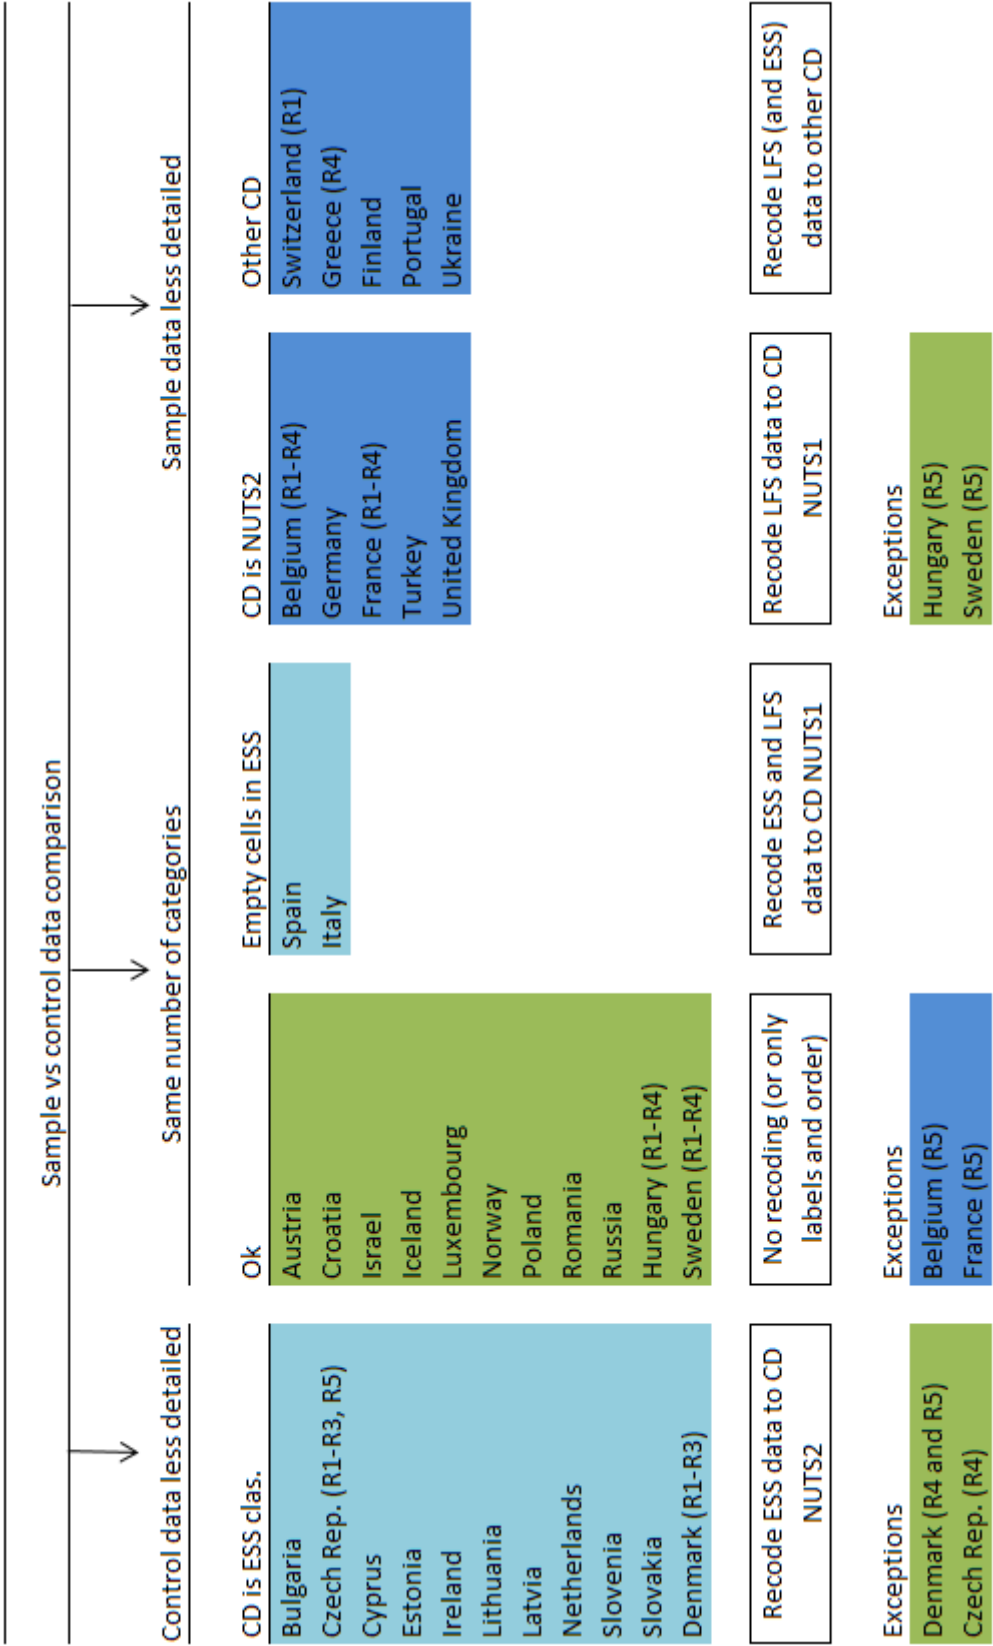 Sample vs control data comparison
Control data less detailed
Same number of categories
Sample data less detailed
CD is ESS clas.
Bulgaria
Czech Rep. (R1-R3, R5)
Cyprus
Estonia
Ireland
Lithuania
Latvia
Netherlands
Slovenia
Slovakia
Denmark (R1-R3)
Recode ESS data to CD
NUTS2
Exceptions
Denmark (R4 and R5)
Czech Rep. (R4)
Ok
Austria
Croatia
Israel
Iceland
Luxembourg
Norway
Poland
Romania
Russia
Hungary (R1-R4)
Sweden (R1-R4)
No recoding (or only
labels and order)
Exceptions
Belgium (R5)
France (R5)
Empty cells in ESS
Spain
Italy
Recode ESS and LFS
data to CD NUTS1
CD is NUTS2
Belgium (R1-R4)
Germany
France (R1-R4)
Turkey
United Kingdom
Recode LFS data to CD
NUTS1
Exceptions
Hungary (R5)
Sweden (R5)
Other CD
Switzerland (R1)
Greece (R4)
Finland
Portugal
Ukraine
Recode LFS (and ESS)
data to other CD